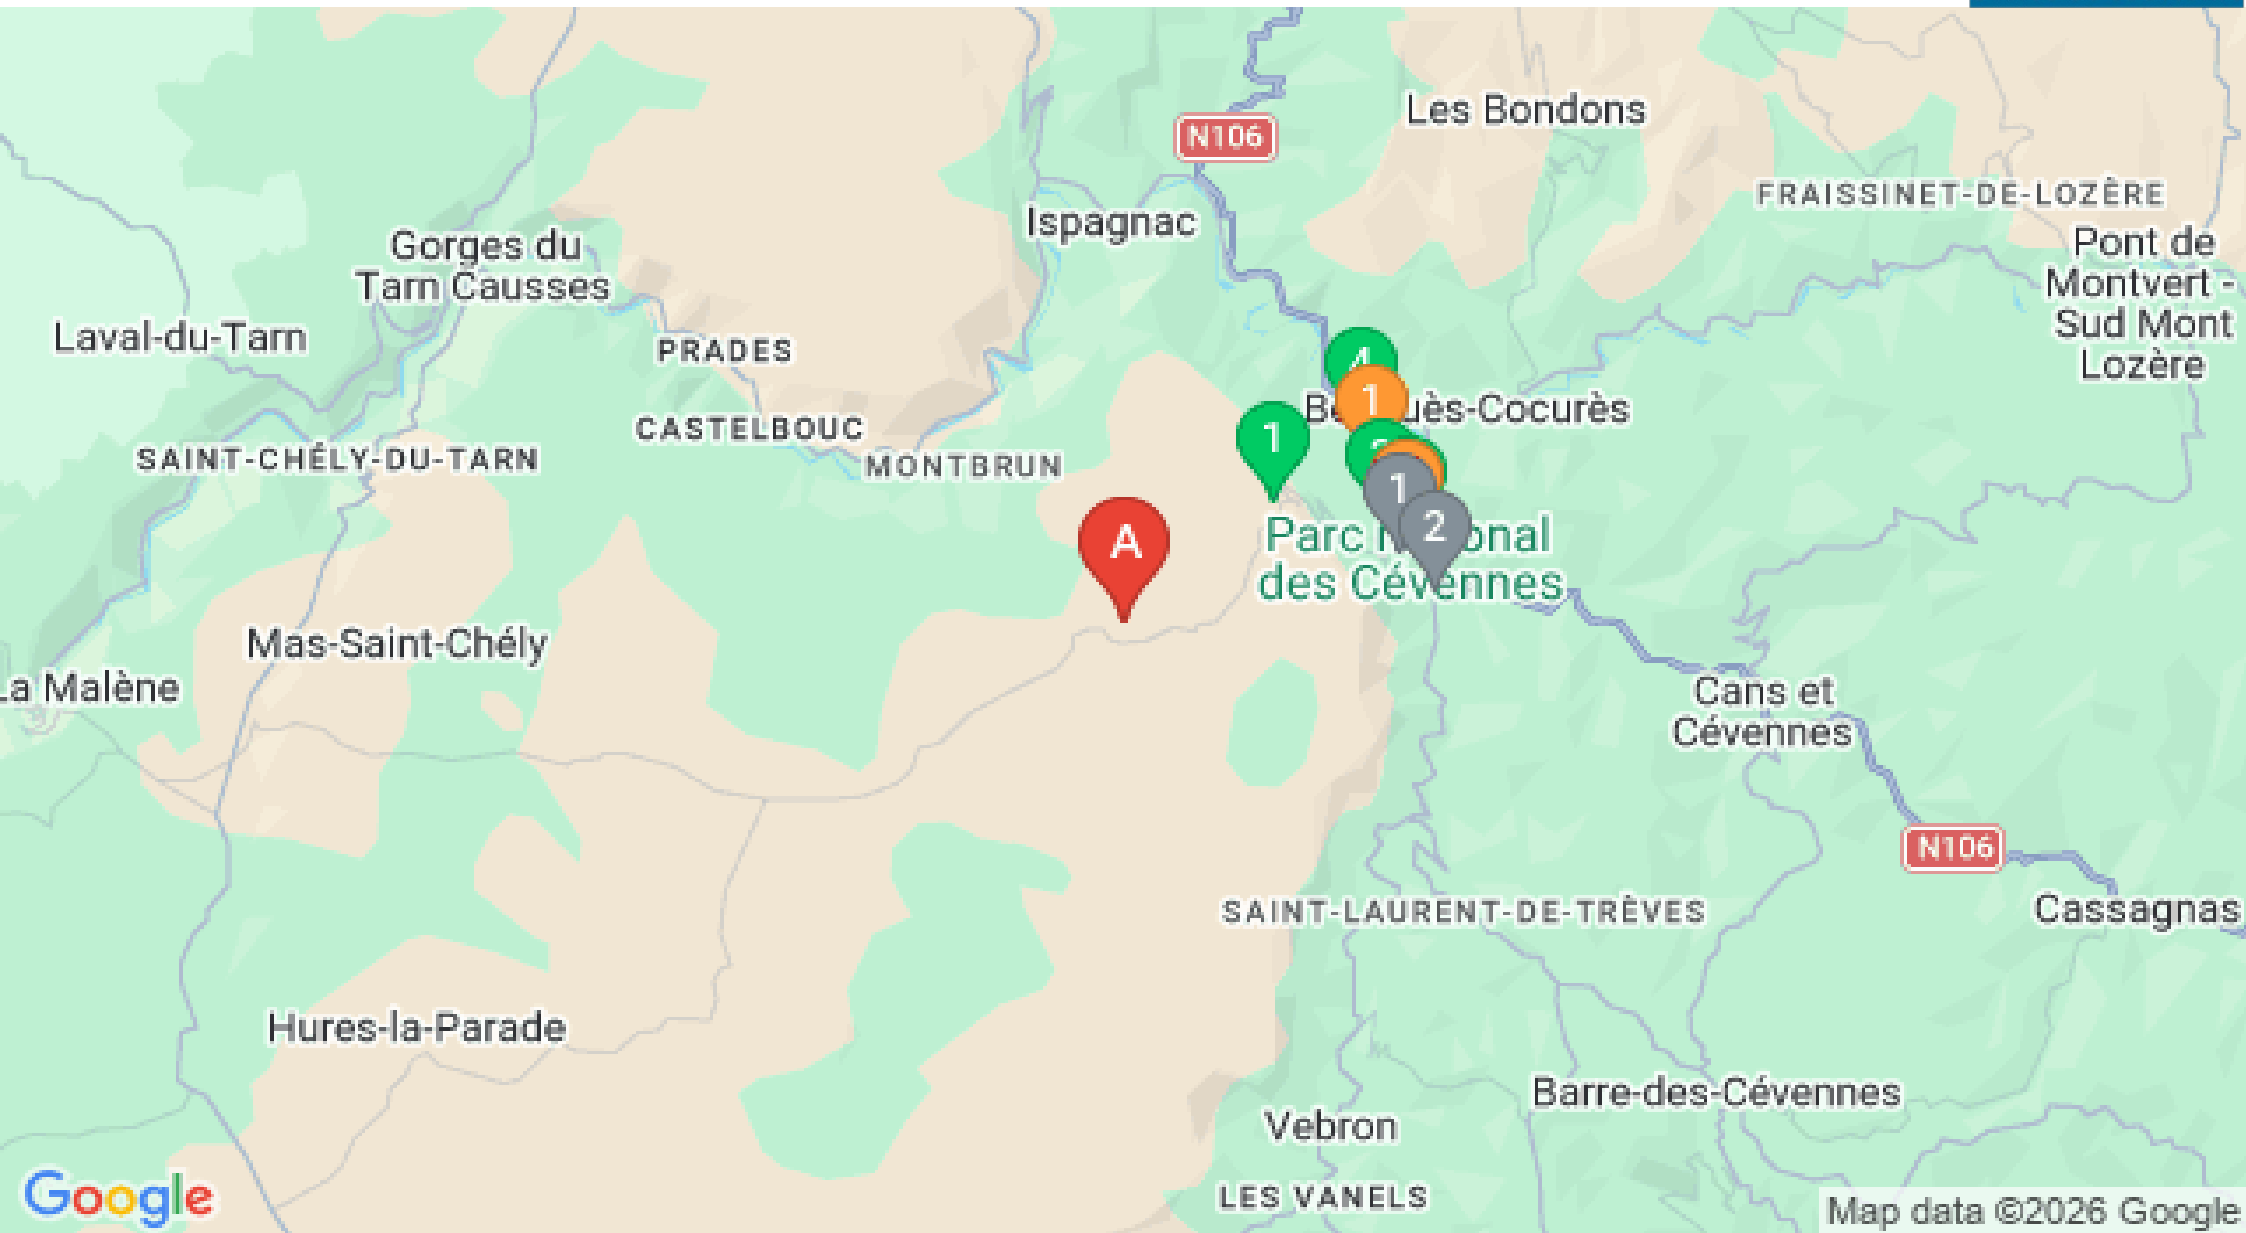 Les Bondons
N106
FRAISSINET-DE-LOZÈRE
Ispagnac
Gorges du
Tarn Causses
Pont de
Montvert -
Sud Mont
Lozère
Laval-du-Tarn
PRADES
4
1
CASTELBOUC
1
SAINT-CHÉLY-DU-TARN
MONTBRUN
1
2
A
Parc
des Cévennes
Mas-Saint-Chély
La Malène
Cans et
Cévennes
N106
SAINT-LAURENT-DE-TRÈVES
Cassagnas
Hures-la-Parade
Barre-des-Cévennes
Vebron
LES VANELS
Google
Map data ©2026 Google